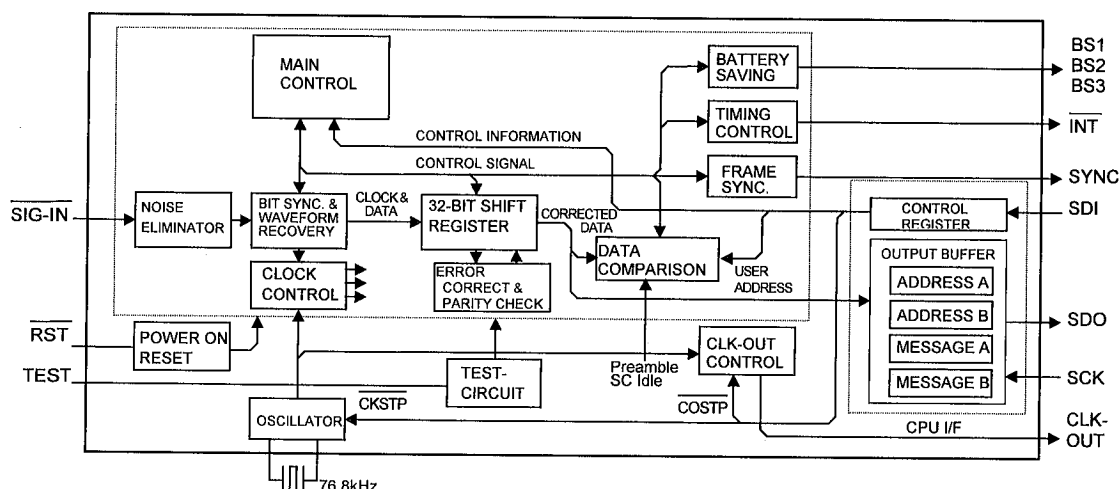 MAIN
CONTROL
BATTERY
SAVING
BS1
BS2
BS3
TIMING
CONTROL
INT
CONTROL INFORMATION
CONTROL SIGNAL
FRAME
SYNC.
SYNC
SIG-IN
NOISE
ELIMINATOR
BIT SYNC. &
WAVEFORM
RECOVERY
CLOCK&
DATA
32-BIT SHIFT
REGISTER
CORRECTED
DATA
DATA
COMPARISON
USER
ADDRESS
CONTROL
REGISTER
SDI
CLOCK
CONTROL
ERROR
CORRECT &
PARITY CHECK
OUTPUT BUFFER
ADDRESS A
ADDRESS B
MESSAGE A
MESSAGE B
SDO
SCK
RST
POWER ON
RESET
TEST
TEST-
CIRCUIT
Preamble
SC Idle
CLK-OUT
CONTROL
CKSTP
COSTP
OSCILLATOR
CPU I/F
CLK-
OUT
76.8kHz